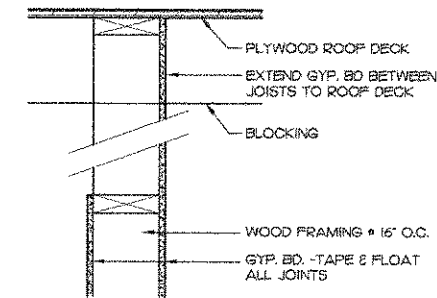 PLYWOOD ROOF DECK
EXTEND GYP. BD BETWEEN
JOISTS TO ROOF DECK
BLOCKING
WOOD FRAMING @ 16" O.C.
GYP. BD. -TAPE & FLOAT
ALL JOINTS